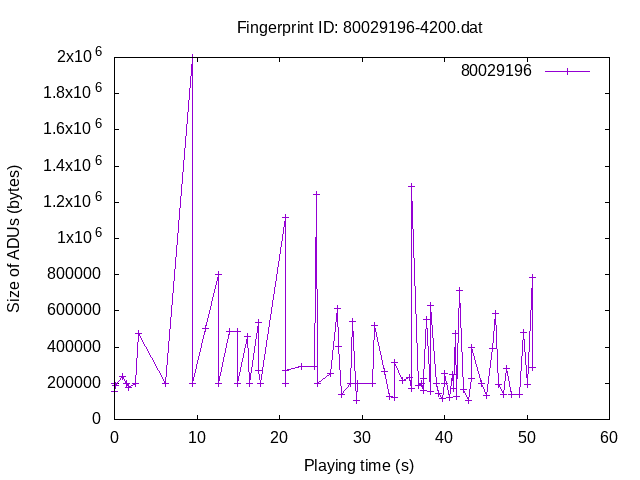 Fingerprint ID: 80029196-4200.dat
80029196
Size of ADUs (bytes)
2x10^6
1.8x10^6
1.6x10^6
1.4x10^6
1.2x10^6
1x10^6
800000
600000
400000
200000
0
0 10 20 30 40 50 60
Playing time (s)